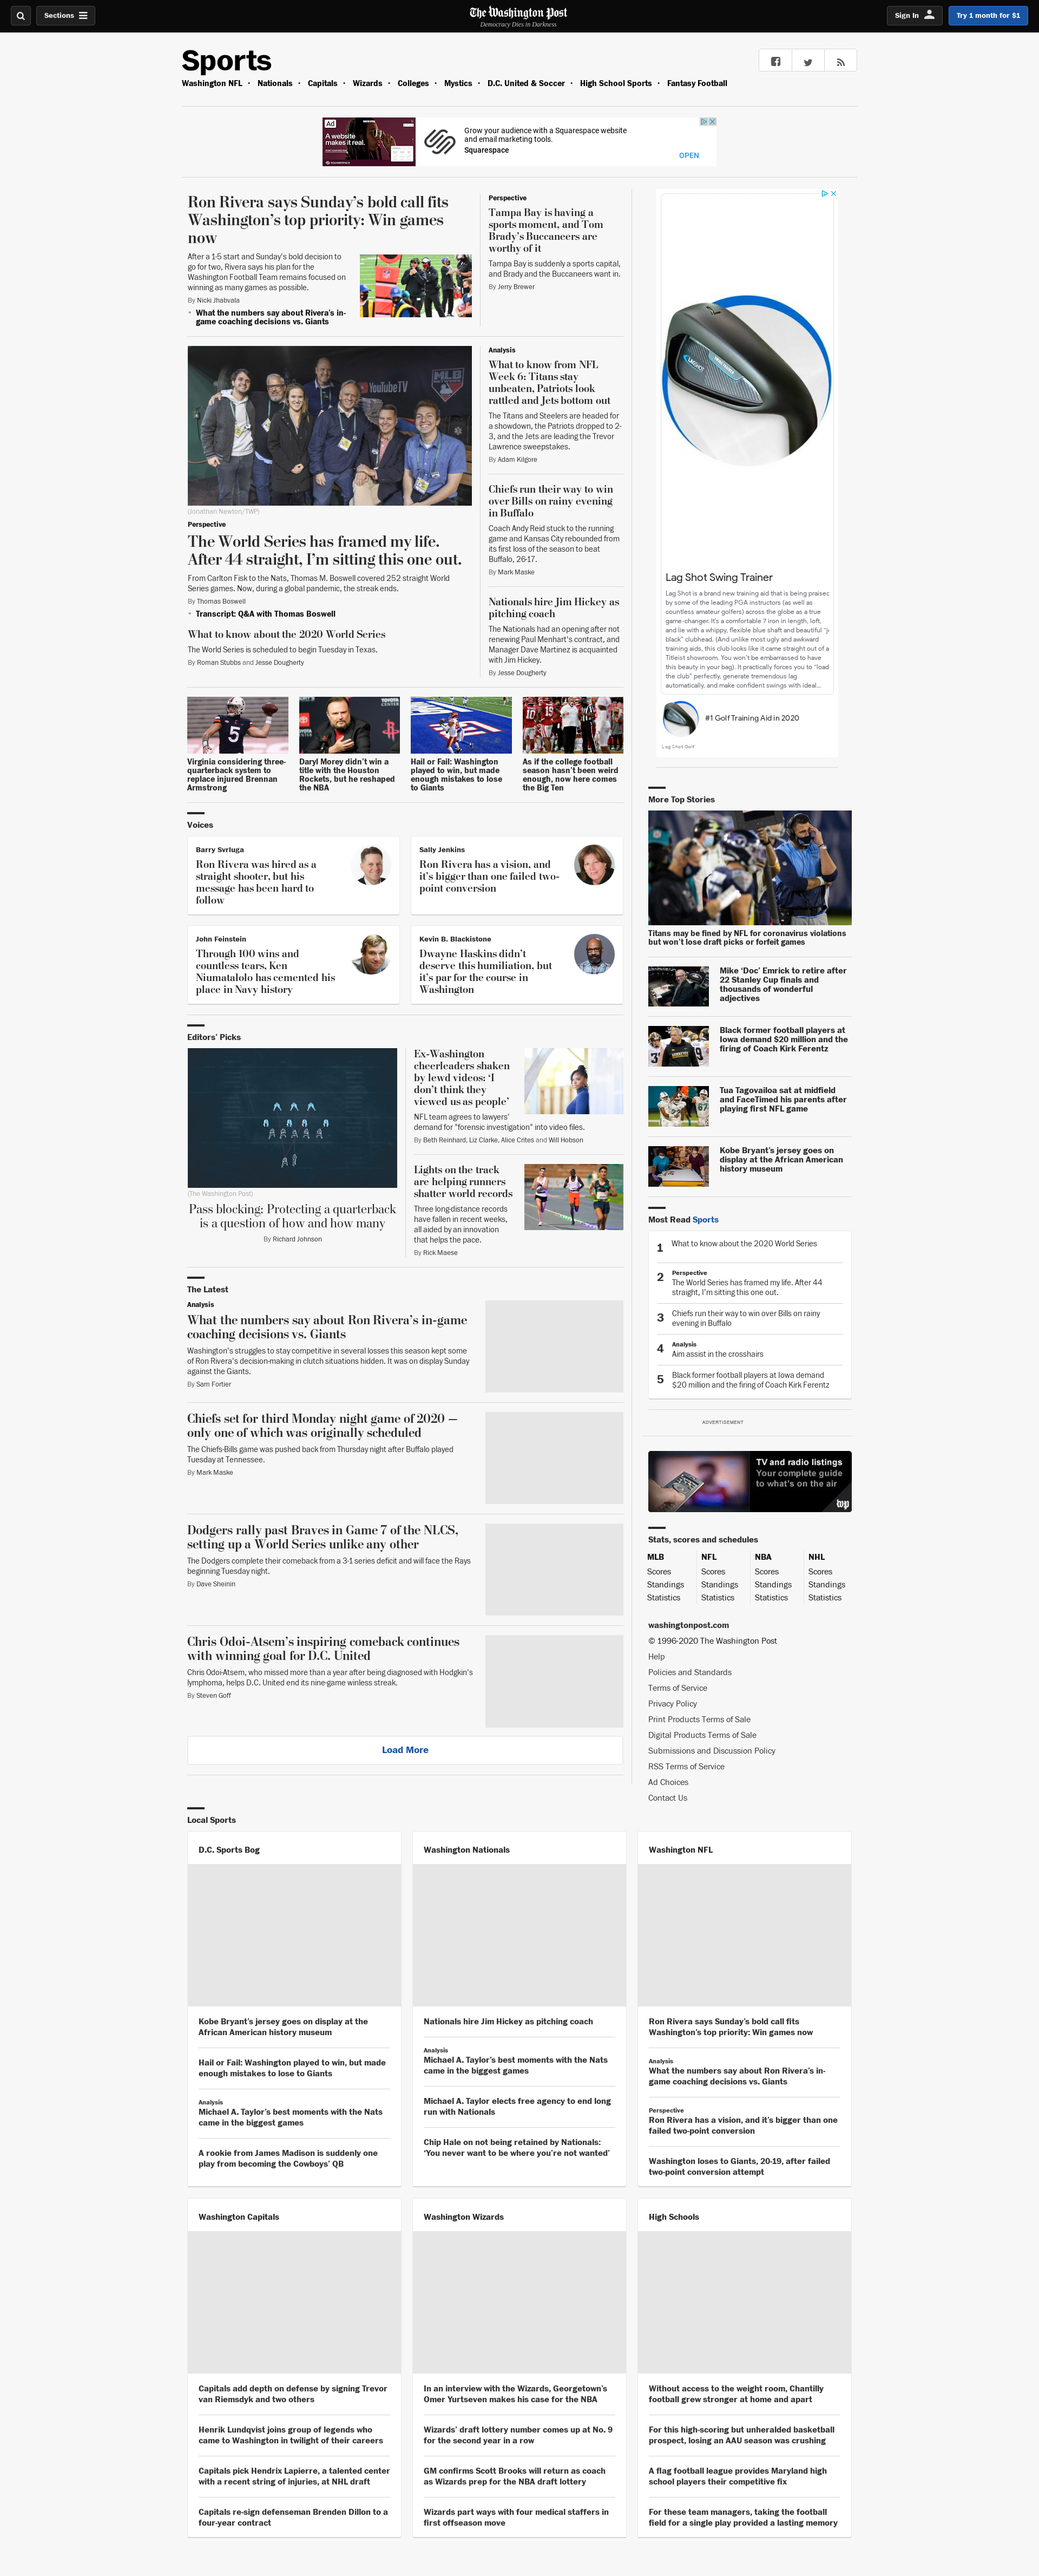 Sections
The Washington Post
Democracy Dies in Darkness
Sign In
Try 1 month for $1
Sports
Washington NFL • Nationals • Capitals • Wizards • Colleges • Mystics • D.C. United & Soccer • High School Sports • Fantasy Football
Ad
A website
makes it real.
Grow your audience with a Squarespace website
and email marketing tools.
Squarespace
OPEN
Ron Rivera says Sunday's bold call fits
Washington's top priority: Win games
now
After a 1-5 start and Sunday's bold decision to
go for two, Rivera says his plan for the
Washington Football Team remains focused on
winning as many games as possible.
By Nicki Jhabvala
• What the numbers say about Rivera's in-
game coaching decisions vs. Giants
Perspective
Tampa Bay is having a
sports moment, and Tom
Brady's Buccaneers are
worthy of it
Tampa Bay is suddenly a sports capital,
and Brady and the Buccaneers want in.
By Jerry Brewer
YouTubeTV
MLB
(Jonathan Newton/TWP)
Perspective
The World Series has framed my life.
After 44 straight, I'm sitting this one out.
From Carlton Fisk to the Nats, Thomas M. Boswell covered 252 straight World
Series games. Now, during a global pandemic, the streak ends.
By Thomas Boswell
• Transcript: Q&A with Thomas Boswell
What to know about the 2020 World Series
The World Series is scheduled to begin Tuesday in Texas.
By Roman Stubbs and Jesse Dougherty
Analysis
What to know from NFL
Week 6: Titans stay
unbeaten, Patriots look
rattled and Jets bottom out
The Titans and Steelers are headed for
a showdown, the Patriots dropped to 2-
3, and the Jets are leading the Trevor
Lawrence sweepstakes.
By Adam Kilgore
Chiefs run their way to win
over Bills on rainy evening
in Buffalo
Coach Andy Reid stuck to the running
game and Kansas City rebounded from
its first loss of the season to beat
Buffalo, 26-17.
By Mark Maske
Nationals hire Jim Hickey as
pitching coach
The Nationals had an opening after not
renewing Paul Menhart's contract, and
Manager Dave Martinez is acquainted
with Jim Hickey.
By Jesse Dougherty
Virginia considering three-
quarterback system to
replace injured Brennan
Armstrong
Daryl Morey didn't win a
title with the Houston
Rockets, but he reshaped
the NBA
Hail or Fail: Washington
played to win, but made
enough mistakes to lose
to Giants
As if the college football
season hasn't been weird
enough, now here comes
the Big Ten
Voices
Barry Svrluga
Ron Rivera was hired as a
straight shooter, but his
message has been hard to
follow
Sally Jenkins
Ron Rivera has a vision, and
it's bigger than one failed two-
point conversion
John Feinstein
Through 100 wins and
countless tears, Ken
Niumatalolo has cemented his
place in Navy history
Kevin B. Blackistone
Dwayne Haskins didn't
deserve this humiliation, but
it's par for the course in
Washington
Editors' Picks
(The Washington Post)
Pass blocking: Protecting a quarterback
is a question of how and how many
By Richard Johnson
Ex-Washington
cheerleaders shaken
by lewd videos: 'I
don't think they
viewed us as people'
NFL team agrees to lawyers'
demand for "forensic investigation" into video files.
By Beth Reinhard, Liz Clarke, Alice Crites and Will Hobson
Lights on the track
are helping runners
shatter world records
Three long-distance records
have fallen in recent weeks,
all aided by an innovation
that helps the pace.
By Rick Maese
The Latest
Analysis
What the numbers say about Ron Rivera's in-game
coaching decisions vs. Giants
Washington's struggles to stay competitive in several losses this season kept some
of Ron Rivera's decision-making in clutch situations hidden. It was on display Sunday
against the Giants.
By Sam Fortier
Chiefs set for third Monday night game of 2020 —
only one of which was originally scheduled
The Chiefs-Bills game was pushed back from Thursday night after Buffalo played
Tuesday at Tennessee.
By Mark Maske
Dodgers rally past Braves in Game 7 of the NLCS,
setting up a World Series unlike any other
The Dodgers complete their comeback from a 3-1 series deficit and will face the Rays
beginning Tuesday night.
By Dave Sheinin
Chris Odoi-Atsem's inspiring comeback continues
with winning goal for D.C. United
Chris Odoi-Atsem, who missed more than a year after being diagnosed with Hodgkin's
lymphoma, helps D.C. United end its nine-game winless streak.
By Steven Goff
Load More
Lag Shot Swing Trainer
Lag Shot is a brand new training aid that is being praised
by some of the leading PGA instructors (as well as
countless amateur golfers) across the globe as a true
game-changer. It's a comfortable 7 iron in length, loft,
and lie with a whippy, flexible blue shaft and beautiful "j
black" clubhead. (And unlike most ugly and awkward
training aids, this club looks like it came straight out of a
Titleist showroom. You won't be embarrassed to have
this beauty in your bag). It practically forces you to "load
the club" perfectly, generate tremendous lag
automatically, and make confident swings with ideal...
#1 Golf Training Aid in 2020
Lag Shot Golf
More Top Stories
Titans may be fined by NFL for coronavirus violations
but won't lose draft picks or forfeit games
Mike 'Doc' Emrick to retire after
22 Stanley Cup finals and
thousands of wonderful
adjectives
Black former football players at
Iowa demand $20 million and the
firing of Coach Kirk Ferentz
Tua Tagovailoa sat at midfield
and FaceTimed his parents after
playing first NFL game
Kobe Bryant's jersey goes on
display at the African American
history museum
Most Read Sports
1 What to know about the 2020 World Series
2 Perspective
The World Series has framed my life. After 44
straight, I'm sitting this one out.
3 Chiefs run their way to win over Bills on rainy
evening in Buffalo
4 Analysis
Aim assist in the crosshairs
5 Black former football players at Iowa demand
$20 million and the firing of Coach Kirk Ferentz
ADVERTISEMENT
TV and radio listings
Your complete guide
to what's on the air
wp
Stats, scores and schedules
MLB NFL NBA NHL
Scores Scores Scores Scores
Standings Standings Standings Standings
Statistics Statistics Statistics Statistics
washingtonpost.com
© 1996-2020 The Washington Post
Help
Policies and Standards
Terms of Service
Privacy Policy
Print Products Terms of Sale
Digital Products Terms of Sale
Submissions and Discussion Policy
RSS Terms of Service
Ad Choices
Contact Us
Local Sports
D.C. Sports Bog
Kobe Bryant's jersey goes on display at the
African American history museum
Hail or Fail: Washington played to win, but made
enough mistakes to lose to Giants
Analysis
Michael A. Taylor's best moments with the Nats
came in the biggest games
A rookie from James Madison is suddenly one
play from becoming the Cowboys' QB
Washington Nationals
Nationals hire Jim Hickey as pitching coach
Analysis
Michael A. Taylor's best moments with the Nats
came in the biggest games
Michael A. Taylor elects free agency to end long
run with Nationals
Chip Hale on not being retained by Nationals:
'You never want to be where you're not wanted'
Washington NFL
Ron Rivera says Sunday's bold call fits
Washington's top priority: Win games now
Analysis
What the numbers say about Ron Rivera's in-
game coaching decisions vs. Giants
Perspective
Ron Rivera has a vision, and it's bigger than one
failed two-point conversion
Washington loses to Giants, 20-19, after failed
two-point conversion attempt
Washington Capitals
Capitals add depth on defense by signing Trevor
van Riemsdyk and two others
Henrik Lundqvist joins group of legends who
came to Washington in twilight of their careers
Capitals pick Hendrix Lapierre, a talented center
with a recent string of injuries, at NHL draft
Capitals re-sign defenseman Brenden Dillon to a
four-year contract
Washington Wizards
In an interview with the Wizards, Georgetown's
Omer Yurtseven makes his case for the NBA
Wizards' draft lottery number comes up at No. 9
for the second year in a row
GM confirms Scott Brooks will return as coach
as Wizards prep for the NBA draft lottery
Wizards part ways with four medical staffers in
first offseason move
High Schools
Without access to the weight room, Chantilly
football grew stronger at home and apart
For this high-scoring but unheralded basketball
prospect, losing an AAU season was crushing
A flag football league provides Maryland high
school players their competitive fix
For these team managers, taking the football
field for a single play provided a lasting memory